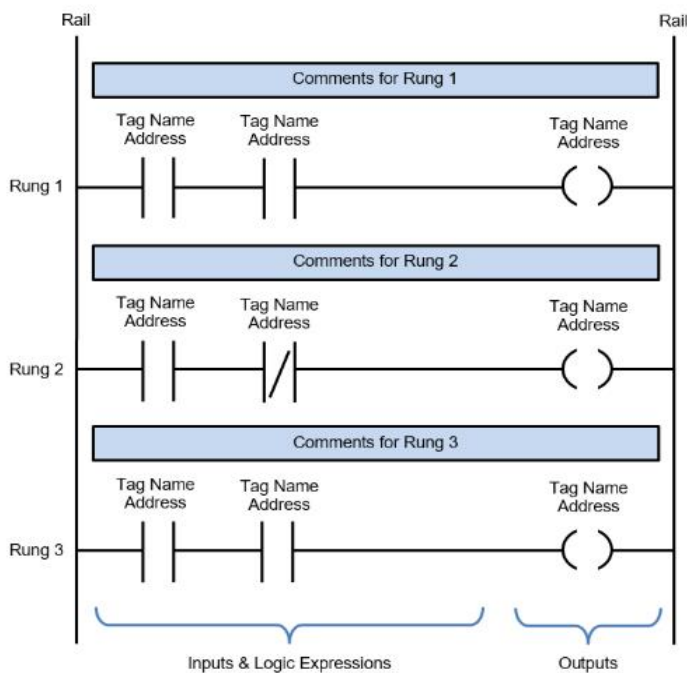 Rail
Rail
Comments for Rung 1
Tag Name
Address
Tag Name
Address
Tag Name
Address
Rung 1
Comments for Rung 2
Tag Name
Address
Tag Name
Address
Tag Name
Address
Rung 2
Comments for Rung 3
Tag Name
Address
Tag Name
Address
Tag Name
Address
Rung 3
Inputs & Logic Expressions
Outputs